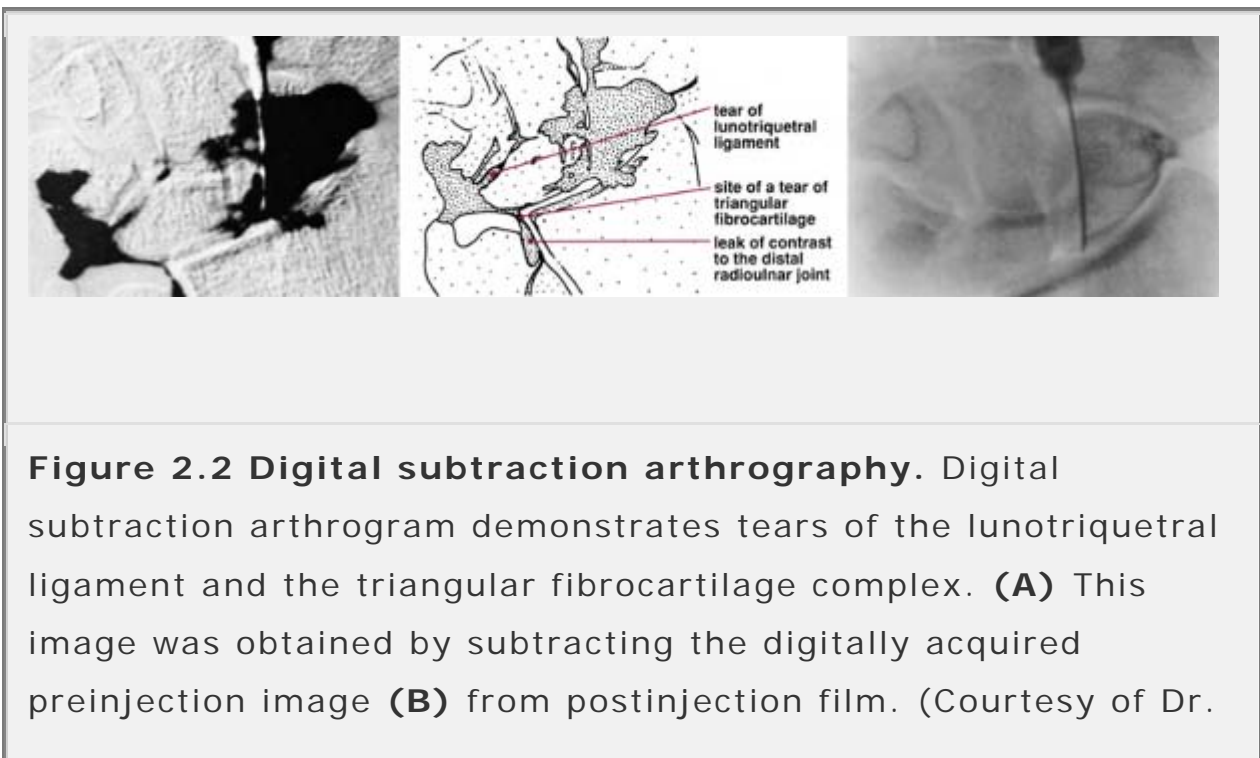 tear of
lunotriquetral
ligament
site of a tear of
triangular
fibrocartilage
leak of contrast
to the distal
radioulnar joint
Figure 2.2 Digital subtraction arthrography. Digital
subtraction arthrogram demonstrates tears of the lunotriquetral
ligament and the triangular fibrocartilage complex. (A) This
image was obtained by subtracting the digitally acquired
preinjection image (B) from postinjection film. (Courtesy of Dr.